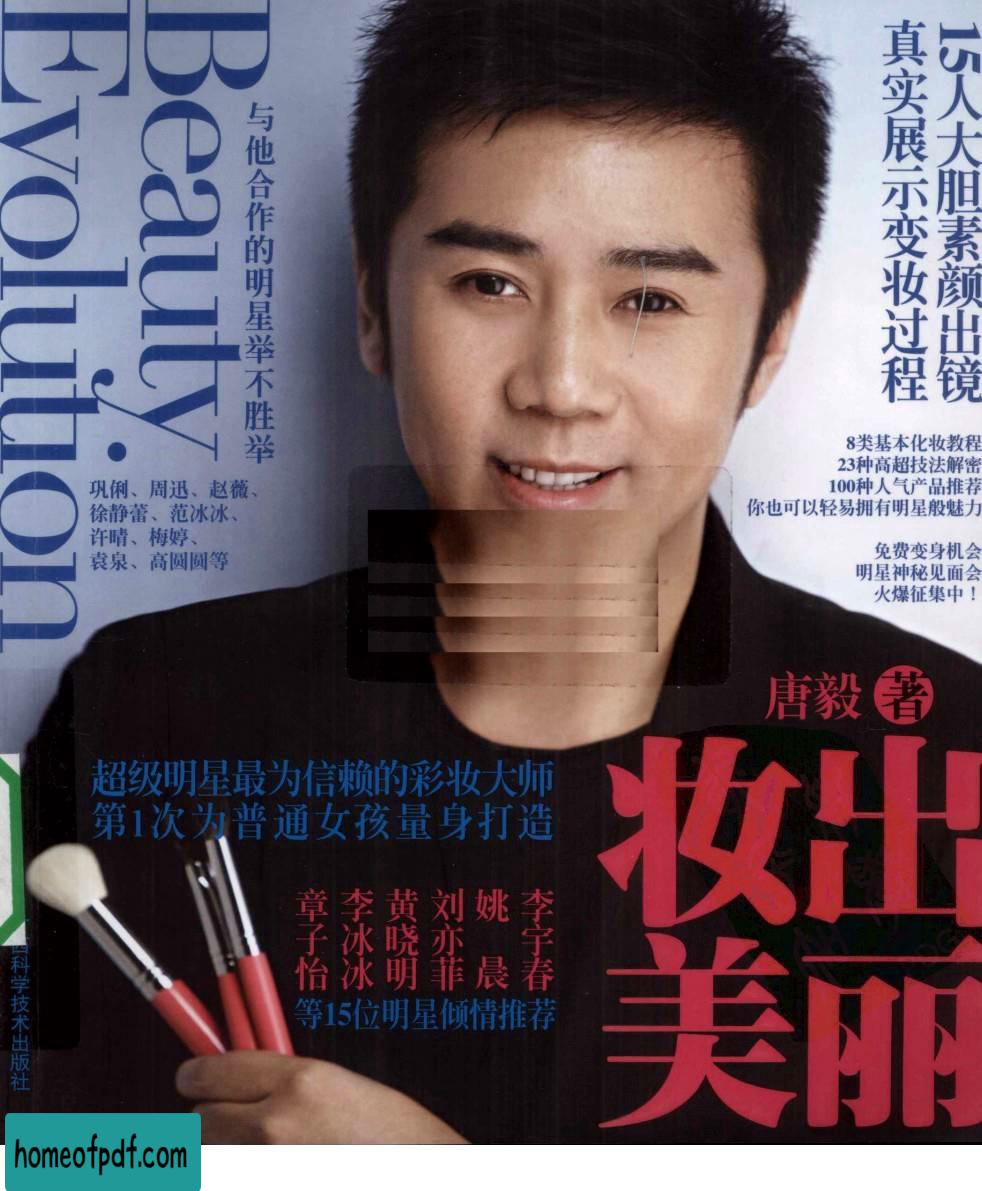 Beauty
Evolution
与他合作的明星举不胜举
巩俐、周迅、赵薇、
徐静蕾、范冰冰、
许晴、梅婷、
袁泉、高圆圆等
15人大胆素颜出镜
真实展示变妆过程
8类基本化妆教程
23种高超技法解密
100种人气产品推荐
你也可以轻易拥有明星般魅力
免费变身机会
明星神秘见面会
火爆征集中！
唐毅 著
妆出
美丽
超级明星最为信赖的彩妆大师
第1次为普通女孩量身打造
章子怡
李冰冰
黄晓明
刘亦菲
姚晨
李宇春
等15位明星倾情推荐
科学技术出版社
homeofpdf.com